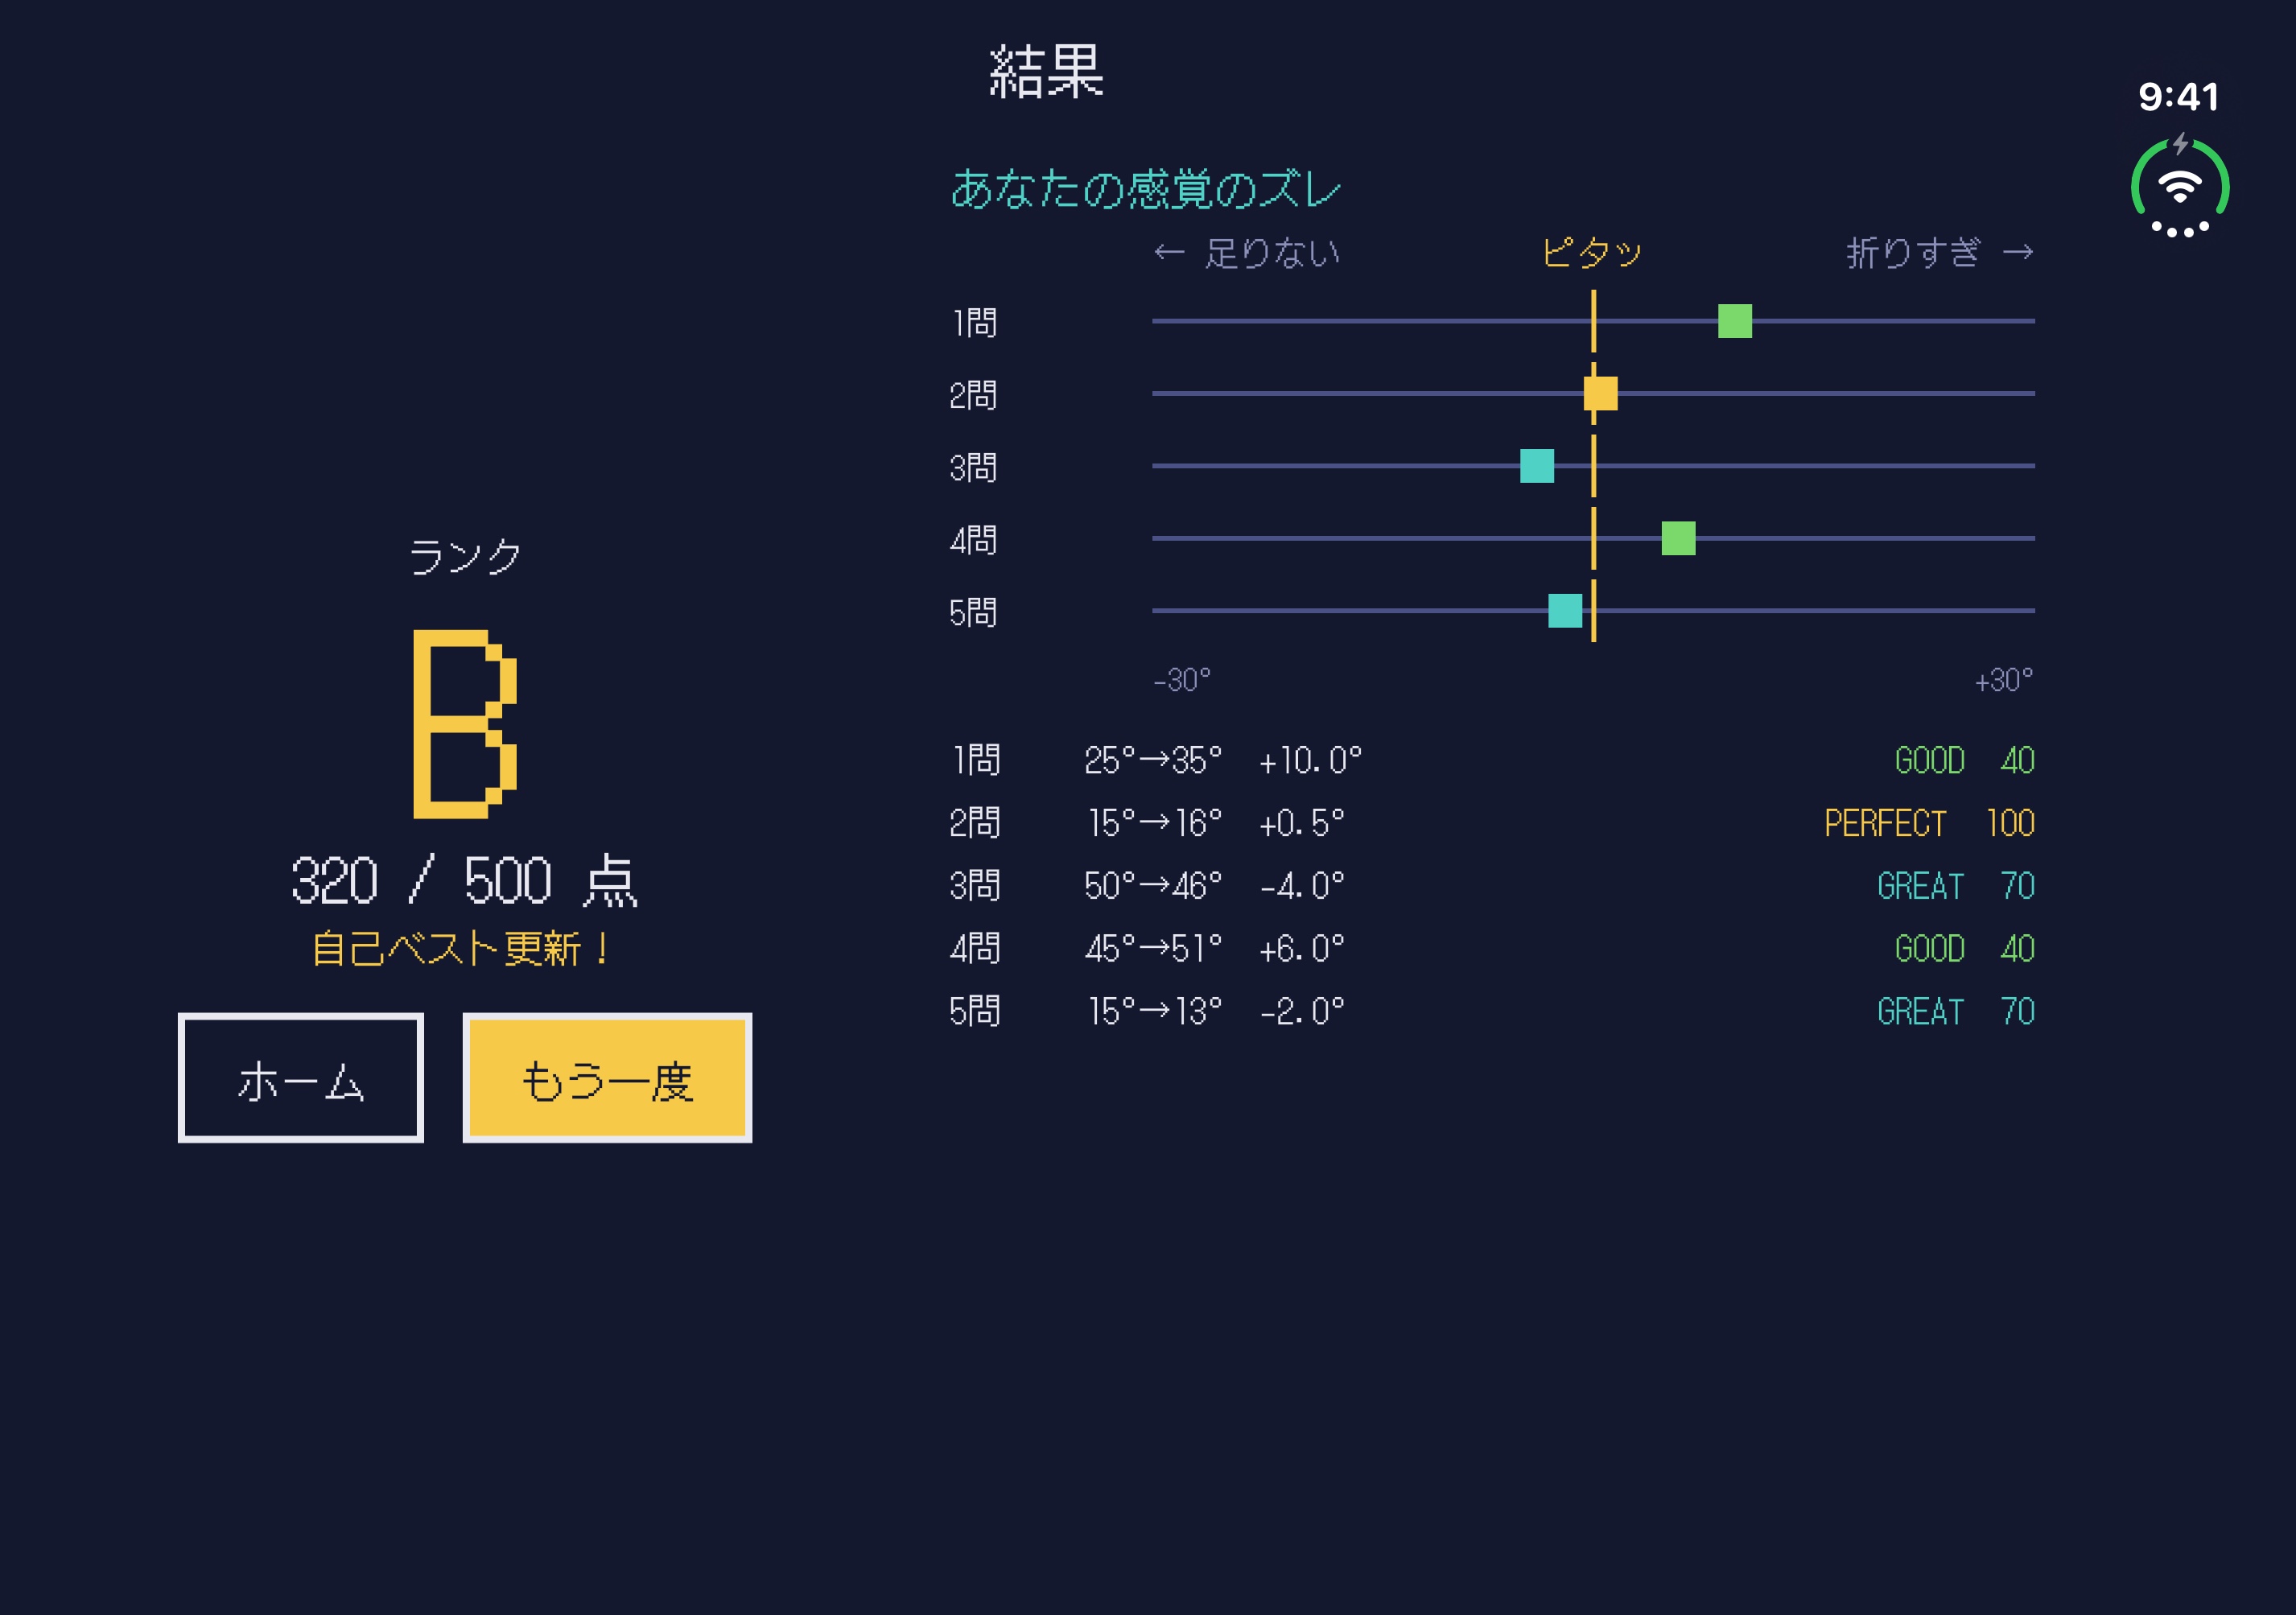 結果
9:41
あなたの感覚のズレ
← 足りない ピタッ 折りすぎ →
1問
2問
3問
4問
5問
-30° +30°
ランク
B
320 / 500 点
自己ベスト更新!
ホーム もう一度
1問 25°→35° +10.0° GOOD 40
2問 15°→16° +0.5° PERFECT 100
3問 50°→46° -4.0° GREAT 70
4問 45°→51° +6.0° GOOD 40
5問 15°→13° -2.0° GREAT 70